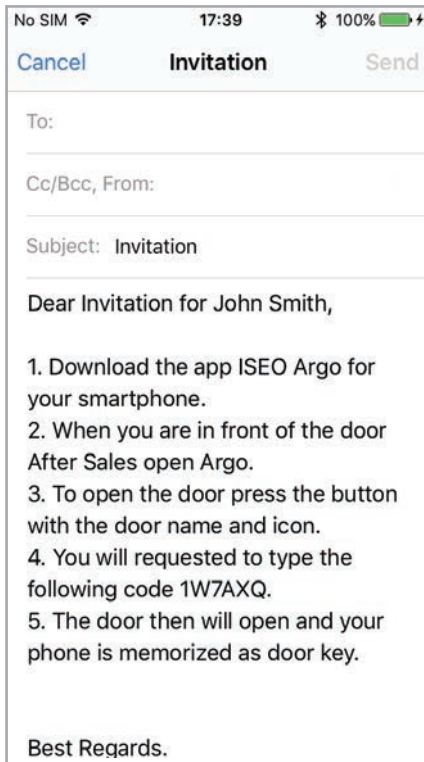 No SIM 17:39 100%
Cancel Invitation Send
To:
Cc/Bcc, From:
Subject: Invitation
Dear Invitation for John Smith,
1. Download the app ISEO Argo for
your smartphone.
2. When you are in front of the door
After Sales open Argo.
3. To open the door press the button
with the door name and icon.
4. You will requested to type the
following code 1W7AXQ.
5. The door then will open and your
phone is memorized as door key.
Best Regards.